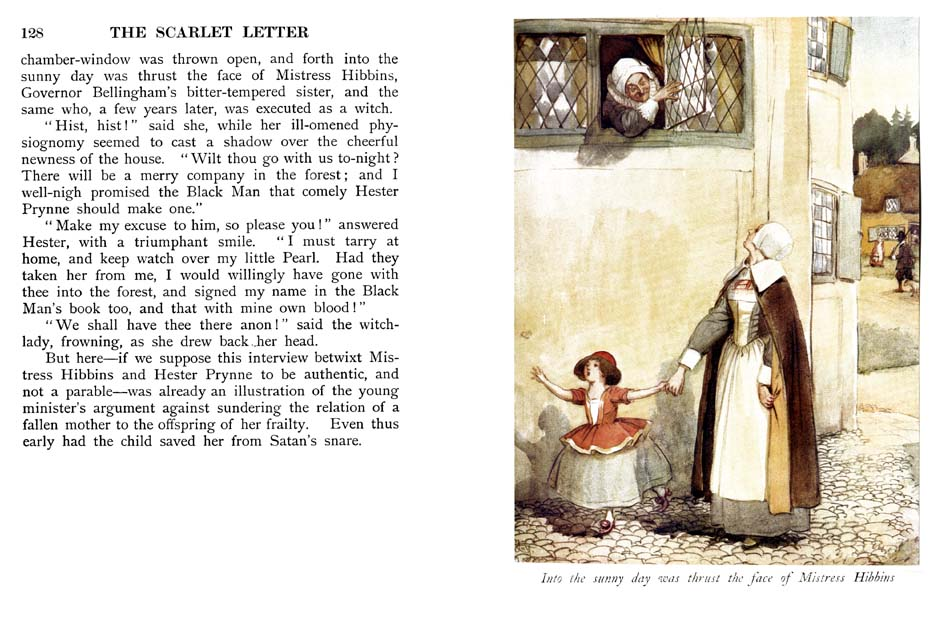 128 THE SCARLET LETTER
chamber-window was thrown open, and forth into the
sunny day was thrust the face of Mistress Hibbins,
Governor Bellingham's bitter-tempered sister, and the
same who, a few years later, was executed as a witch.
"Hist, hist!" said she, while her ill-omened phy-
siognomy seemed to cast a shadow over the cheerful
newness of the house. "Wilt thou go with us to-night?
There will be a merry company in the forest; and I
well-nigh promised the Black Man that comely Hester
Prynne should make one."
"Make my excuse to him, so please you!" answered
Hester, with a triumphant smile. "I must tarry at
home, and keep watch over my little Pearl. Had they
taken her from me, I would willingly have gone with
thee into the forest, and signed my name in the Black
Man's book too, and that with mine own blood!"
"We shall have thee there anon!" said the witch-
lady, frowning, as she drew back her head.
But here—if we suppose this interview betwixt Mis-
tress Hibbins and Hester Prynne to be authentic, and
not a parable—was already an illustration of the young
minister's argument against sundering the relation of a
fallen mother to the offspring of her frailty. Even thus
early had the child saved her from Satan's snare.
Into the sunny day was thrust the face of Mistress Hibbins